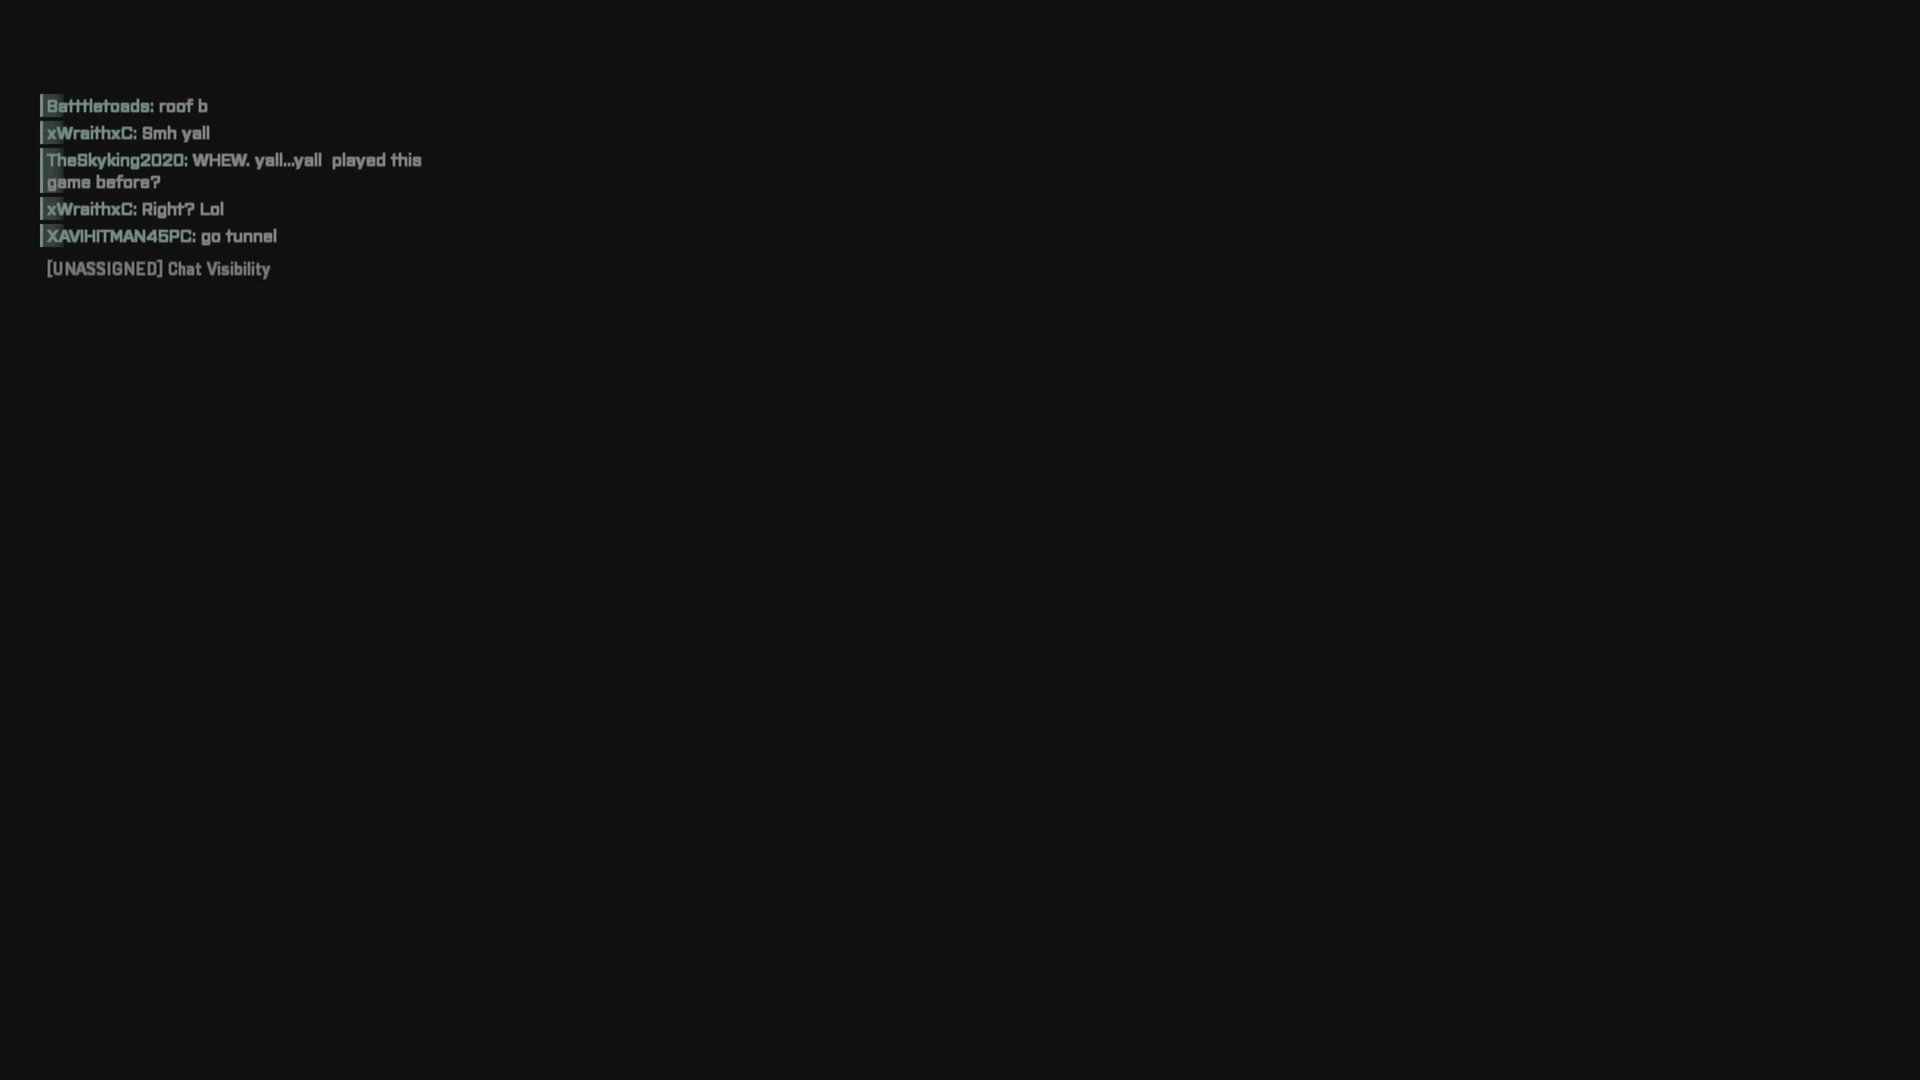 Batttletoads: roof b
xWraithxC: Smh yall
TheSkyking2020: WHEW. yall...yall  played this
game before?
xWraithxC: Right? Lol
XAVIHITMAN45PC: go tunnel
[UNASSIGNED] Chat Visibility